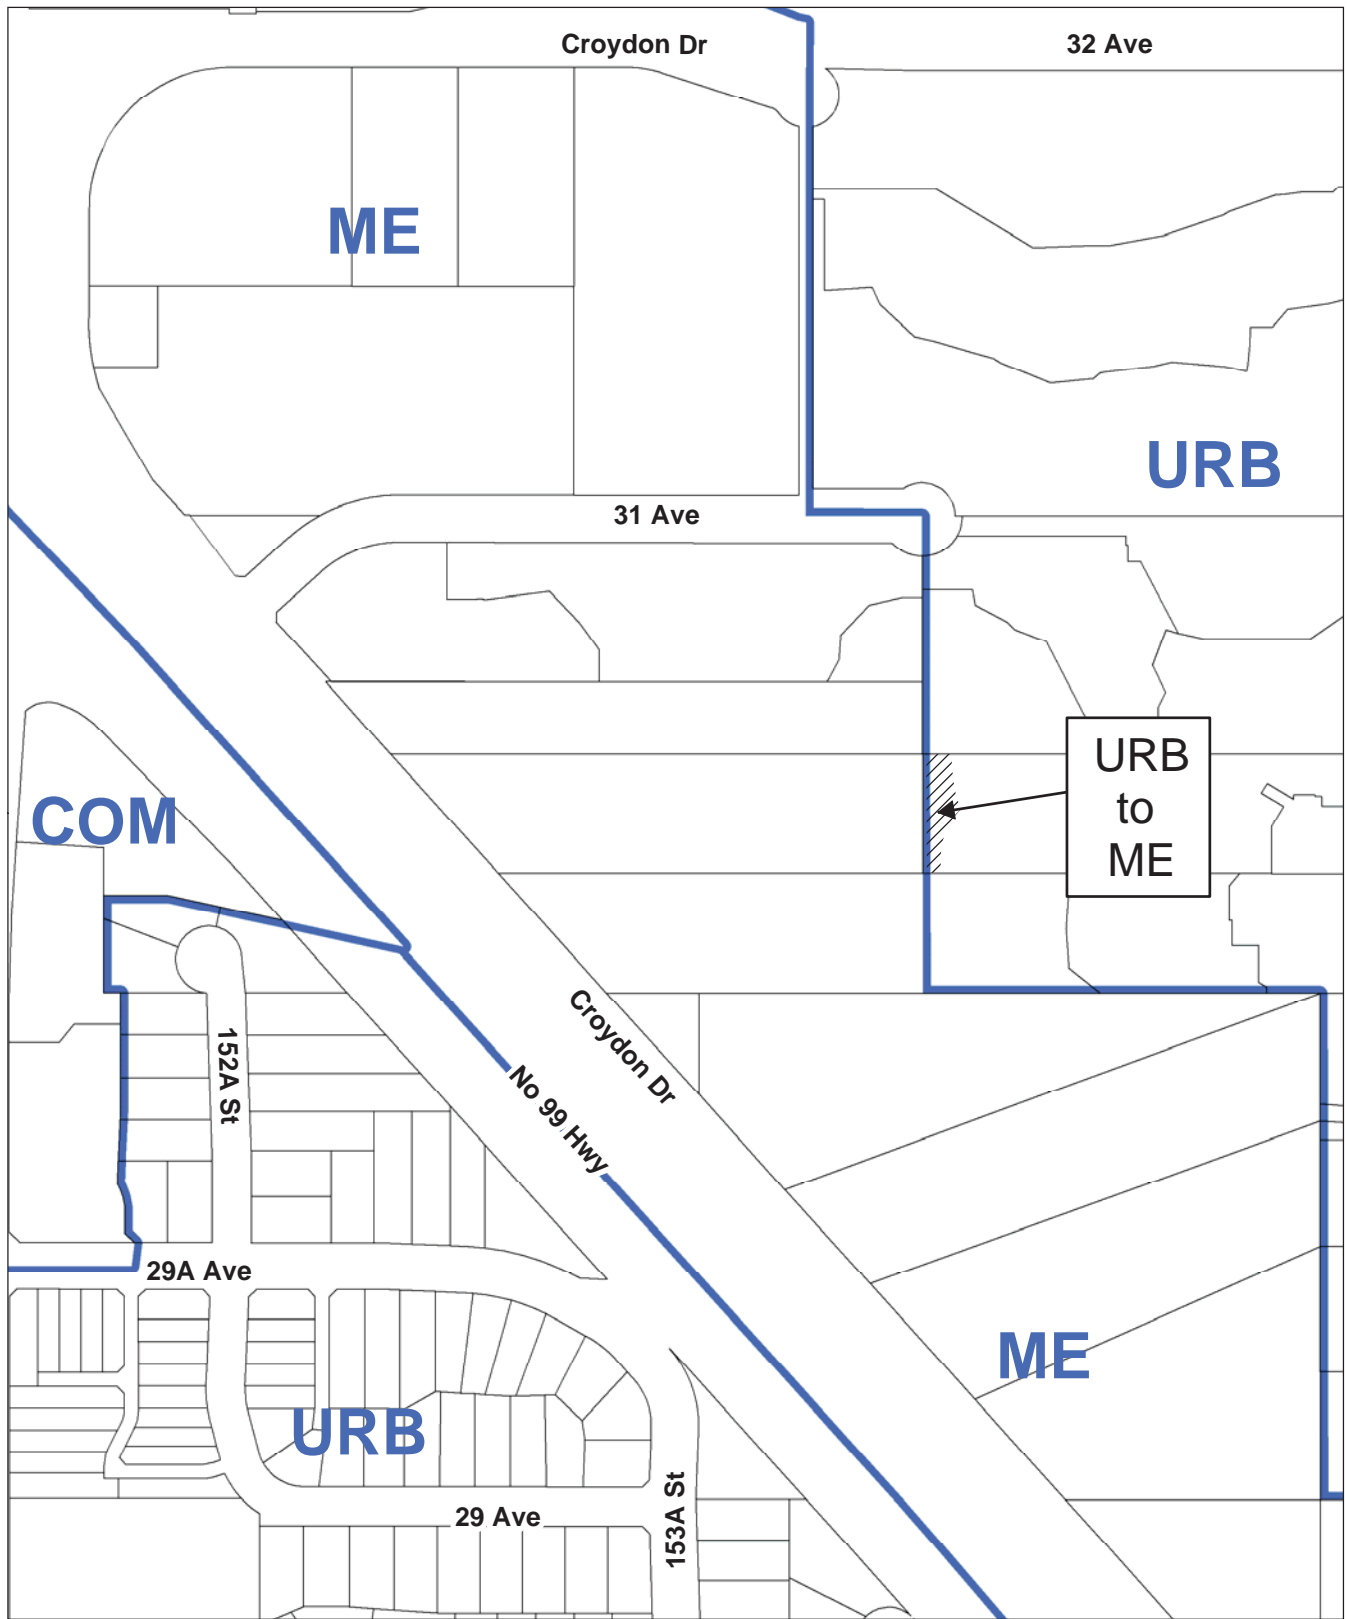 Croydon Dr
32 Ave
ME
URB
31 Ave
URB
to
ME
COM
Croydon Dr
152A St
No 99 Hwy
29A Ave
ME
URB
29 Ave
153A St